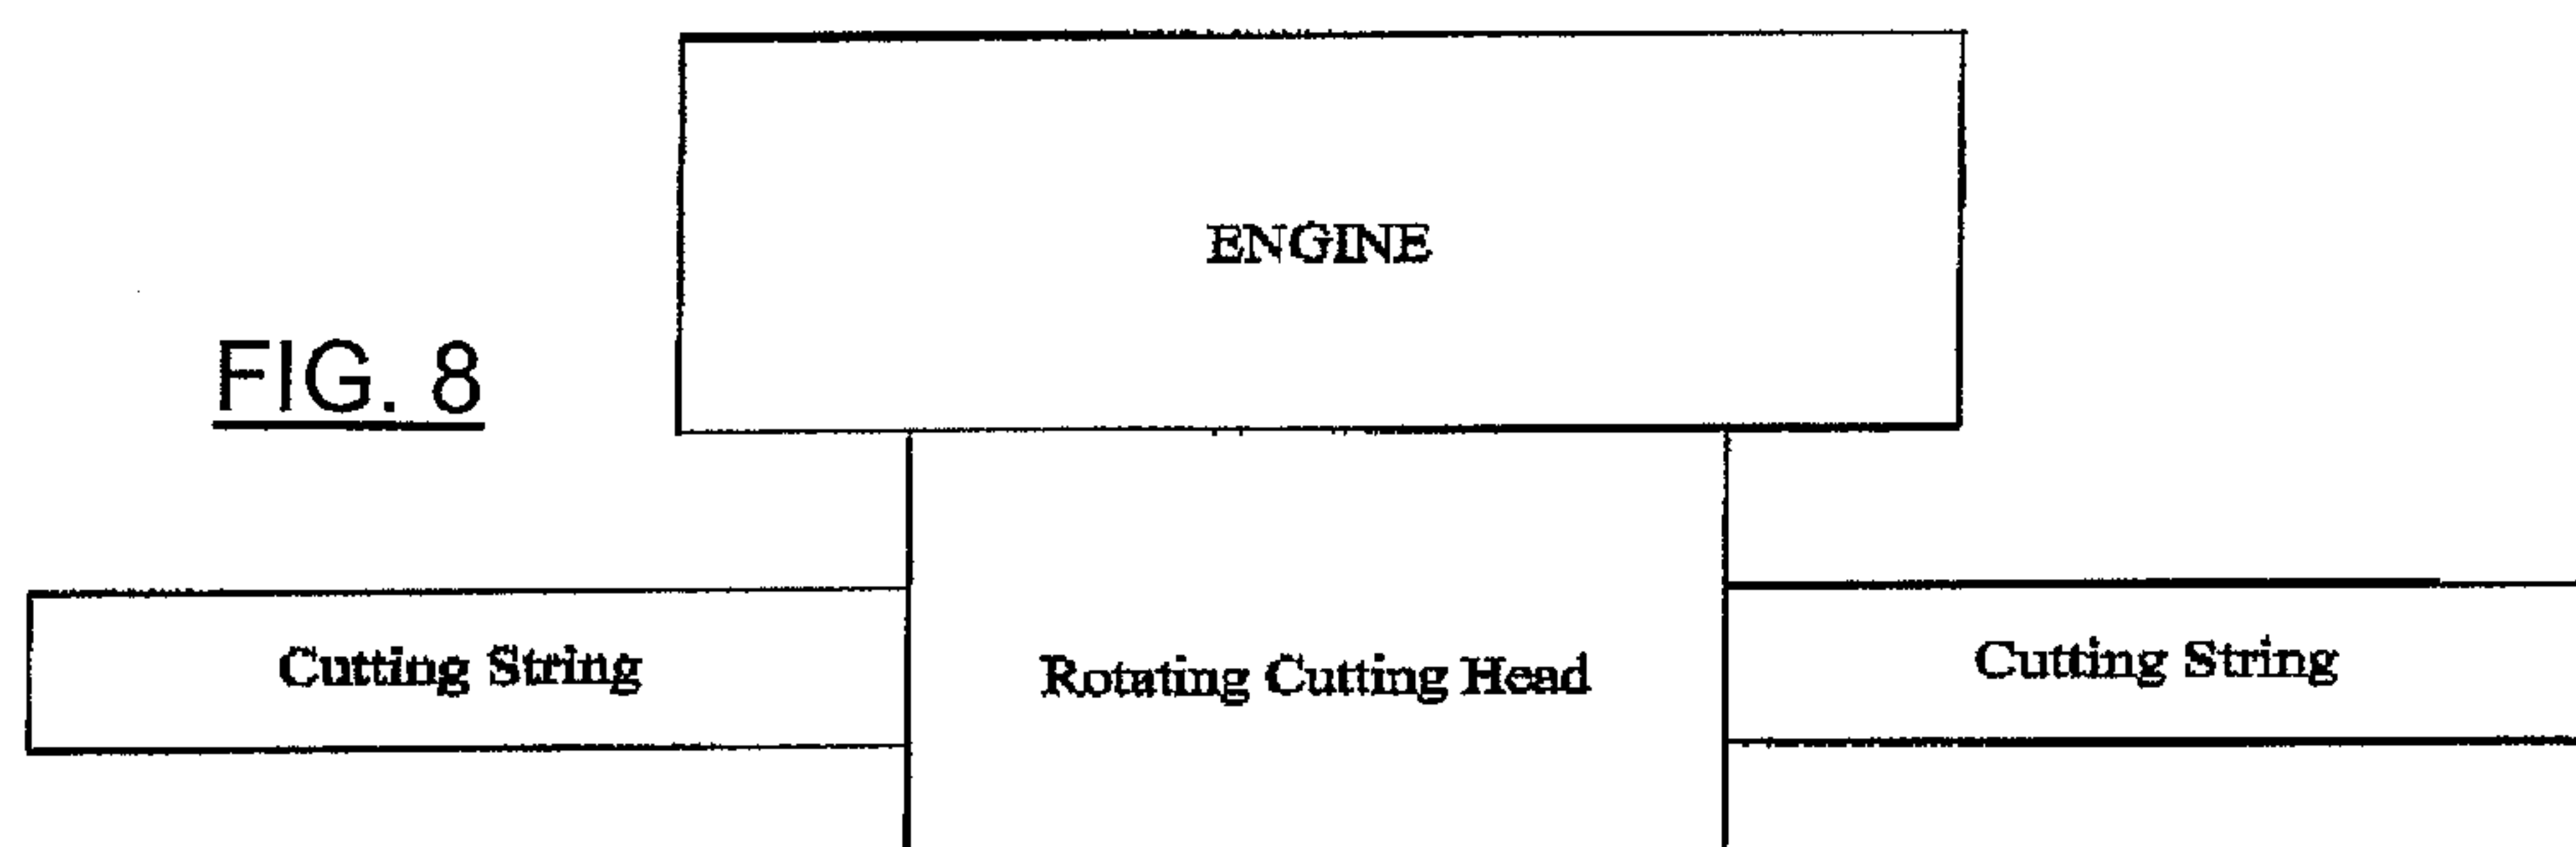 ENGINE
FIG. 8
Cutting String
Rotating Cutting Head
Cutting String